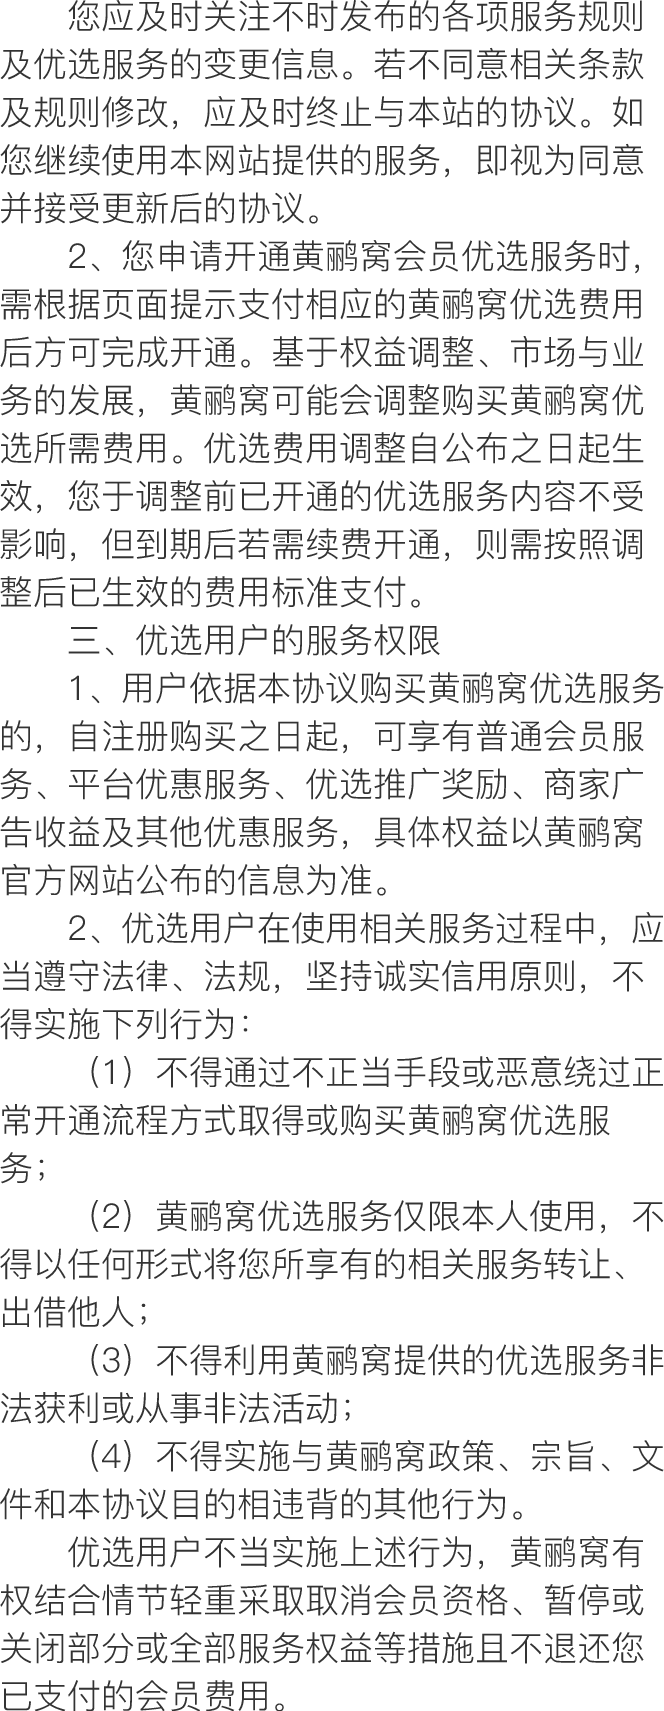 您应及时关注不时发布的各项服务规则
及优选服务的变更信息。若不同意相关条款
及规则修改，应及时终止与本站的协议。如
您继续使用本网站提供的服务，即视为同意
并接受更新后的协议。
2、您申请开通黄鹂窝会员优选服务时，
需根据页面提示支付相应的黄鹂窝优选费用
后方可完成开通。基于权益调整、市场与业
务的发展，黄鹂窝可能会调整购买黄鹂窝优
选所需费用。优选费用调整自公布之日起生
效，您于调整前已开通的优选服务内容不受
影响，但到期后若需续费开通，则需按照调
整后已生效的费用标准支付。
三、优选用户的服务权限
1、用户依据本协议购买黄鹂窝优选服务
的，自注册购买之日起，可享有普通会员服
务、平台优惠服务、优选推广奖励、商家广
告收益及其他优惠服务，具体权益以黄鹂窝
官方网站公布的信息为准。
2、优选用户在使用相关服务过程中，应
当遵守法律、法规，坚持诚实信用原则，不
得实施下列行为：
（1）不得通过不正当手段或恶意绕过正
常开通流程方式取得或购买黄鹂窝优选服
务；
（2）黄鹂窝优选服务仅限本人使用，不
得以任何形式将您所享有的相关服务转让、
出借他人；
（3）不得利用黄鹂窝提供的优选服务非
法获利或从事非法活动；
（4）不得实施与黄鹂窝政策、宗旨、文
件和本协议目的相违背的其他行为。
优选用户不当实施上述行为，黄鹂窝有
权结合情节轻重采取取消会员资格、暂停或
关闭部分或全部服务权益等措施且不退还您
已支付的会员费用。